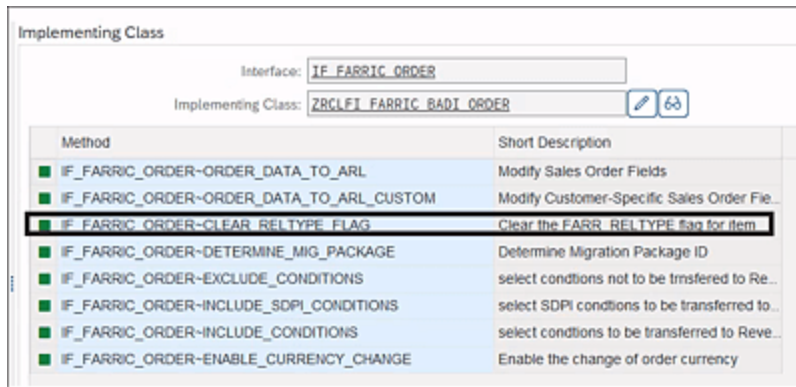 Implementing Class
Interface: IF_FARRIC_ORDER
Implementing Class: ZRCLFI_FARRIC_BADI_ORDER
Method Short Description
IF_FARRIC_ORDER~ORDER_DATA_TO_ARL Modify Sales Order Fields
IF_FARRIC_ORDER~ORDER_DATA_TO_ARL_CUSTOM Modify Customer-Specific Sales Order Fie...
IF_FARRIC_ORDER~CLEAR_RELTYPE_FLAG Clear the FARR_RELTYPE flag for item
IF_FARRIC_ORDER~DETERMINE_MIG_PACKAGE Determine Migration Package ID
IF_FARRIC_ORDER~EXCLUDE_CONDITIONS select condtions not to be trnsfered to Re...
IF_FARRIC_ORDER~INCLUDE_SDPI_CONDITIONS select SDPI condtions to be transferred to...
IF_FARRIC_ORDER~INCLUDE_CONDITIONS select condtions to be transferred to Reve...
IF_FARRIC_ORDER~ENABLE_CURRENCY_CHANGE Enable the change of order currency